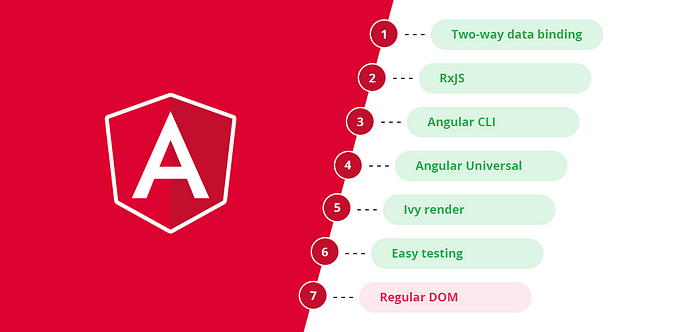 A
1 Two-way data binding
2 RxJS
3 Angular CLI
4 Angular Universal
5 Ivy render
6 Easy testing
7 Regular DOM